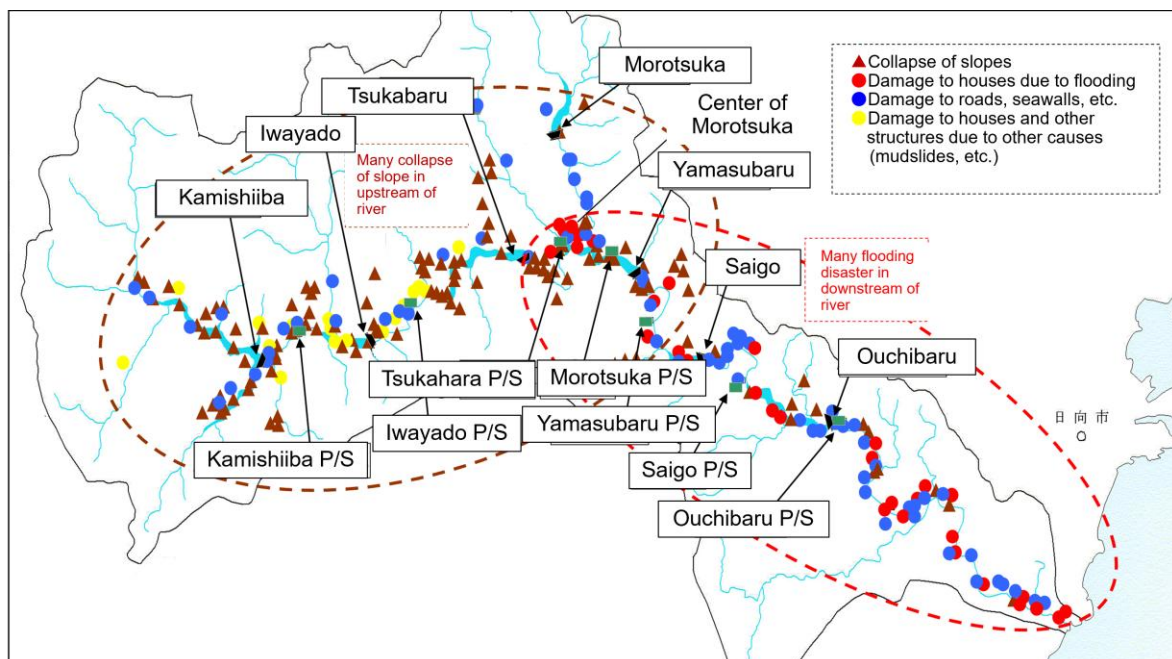 Morotsuka
Tsukabaru
Center of
Morotsuka
Iwayado
Many collapse
of slope in
upstream of
river
Yamasubaru
Kamishiiba
Saigo
Collapse of slopes
Damage to houses due to flooding
Damage to roads, seawalls, etc.
Damage to houses and other
structures due to other causes
(mudslides, etc.)
Many flooding
disaster in
downstream of
river
Ouchibaru
Tsukahara P/S
Morotsuka P/S
Iwayado P/S
Yamasubaru P/S
Kamishiiba P/S
Saigo P/S
Ouchibaru P/S
日向市